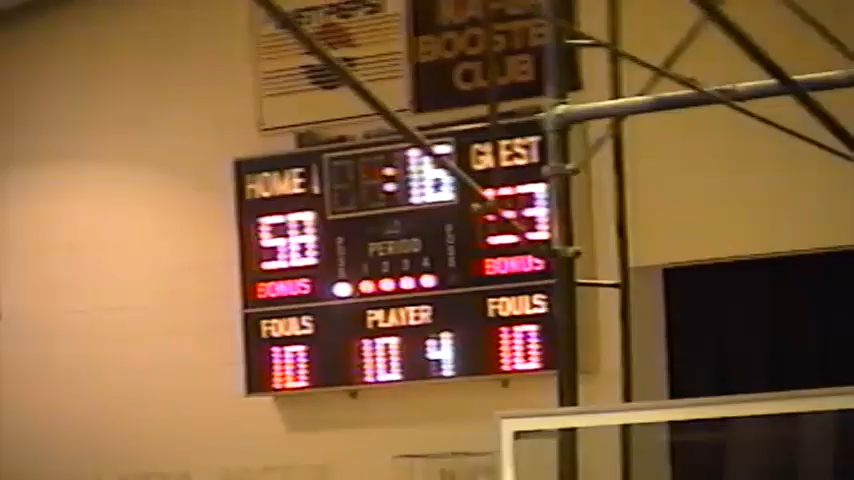 BOOSTE
CLUB
HOME
:16
GUEST
58
PERIOD
1 2 3 4
BONUS
BONUS
FOULS
PLAYER
FOULS
10
10 4
10